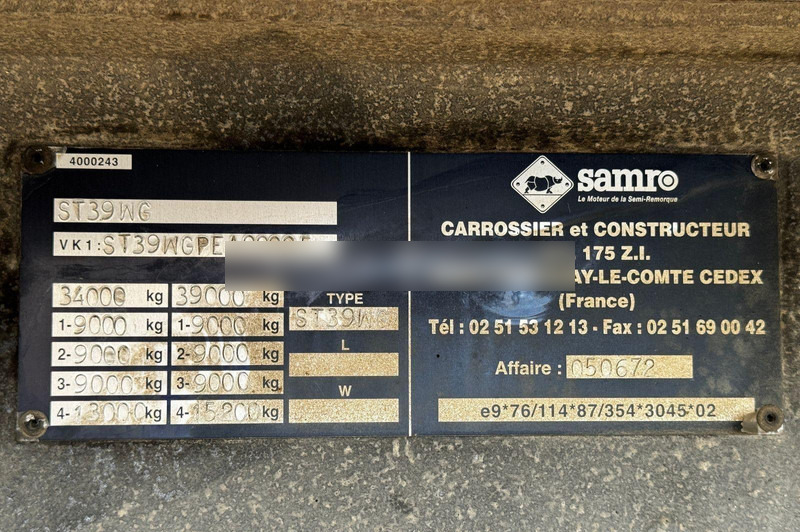 4000243
ST39WG
VK1: ST39WG
34000 kg 39000 kg
1-9000 kg 1-9000 kg
2-9000 kg 2-9000 kg
3-9000 kg 3-9000 kg
4-13000 kg 4- kg
TYPE
ST39WG
L
W
samro
Le Moteur de la Semi-Remorque
CARROSSIER et CONSTRUCTEUR
175 Z.I.
AY-LE-COMTE CEDEX
(France)
Tél : 02 51 53 12 13 - Fax : 02 51 69 00 42
Affaire : 050672
e9*76/114*87/354*3045*02